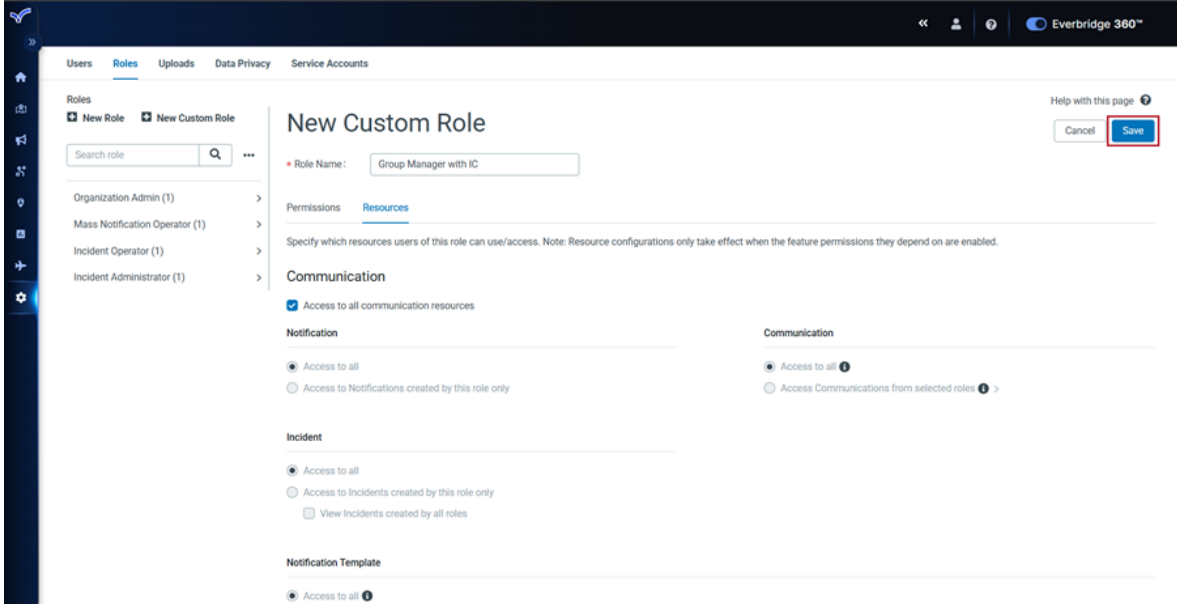 Everbridge 360™
Users Roles Uploads Data Privacy Service Accounts
Roles
New Role New Custom Role
Search role
Organization Admin (1)
Mass Notification Operator (1)
Incident Operator (1)
Incident Administrator (1)
Help with this page
New Custom Role
Cancel Save
* Role Name: Group Manager with IC
Permissions Resources
Specify which resources users of this role can use/access. Note: Resource configurations only take effect when the feature permissions they depend on are enabled.
Communication
Access to all communication resources
Notification
Access to all
Access to Notifications created by this role only
Communication
Access to all
Access Communications from selected roles >
Incident
Access to all
Access to Incidents created by this role only
View Incidents created by all roles
Notification Template
Access to all